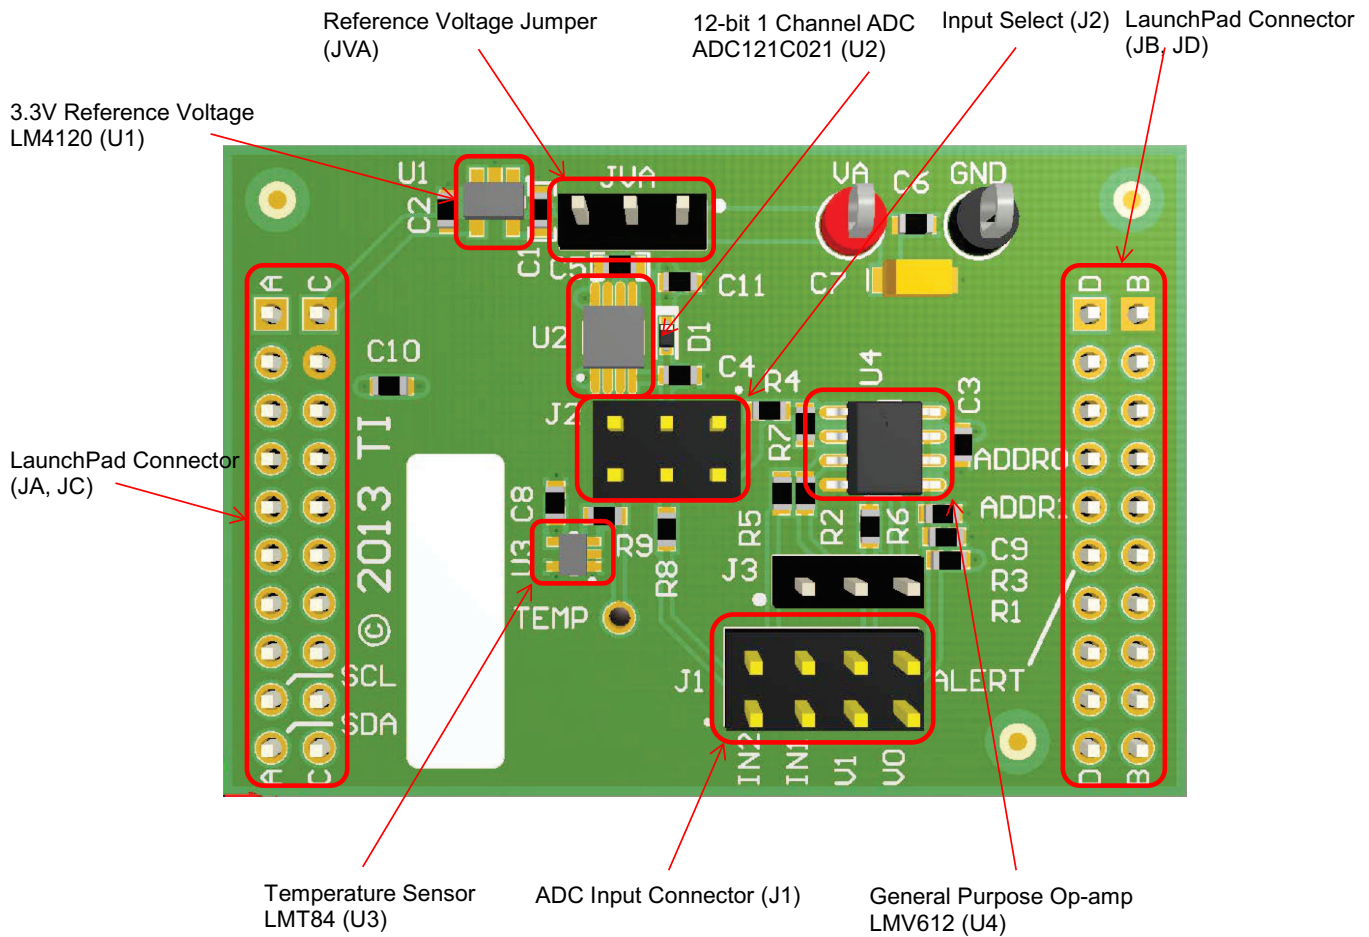 Reference Voltage Jumper
(JVA)
12-bit 1 Channel ADC
ADC121C021 (U2)
Input Select (J2)
LaunchPad Connector
(JB, JD)
3.3V Reference Voltage
LM4120 (U1)
U1
JVA
VA
C6
GND
C2
C1
C5
C11
C7
A
C
D
B
U2
D1
C10
C4
R4
U4
C3
J2
R7
ADDR0
LaunchPad Connector
(JA, JC)
© 2013 TI
C8
ADDR1
R5
R2
R6
U3
R9
C9
J3
R8
R3
R1
TEMP
SCL
J1
ALERT
SDA
IN2
IN1
V1
V0
A
C
D
B
Temperature Sensor
LMT84 (U3)
ADC Input Connector (J1)
General Purpose Op-amp
LMV612 (U4)